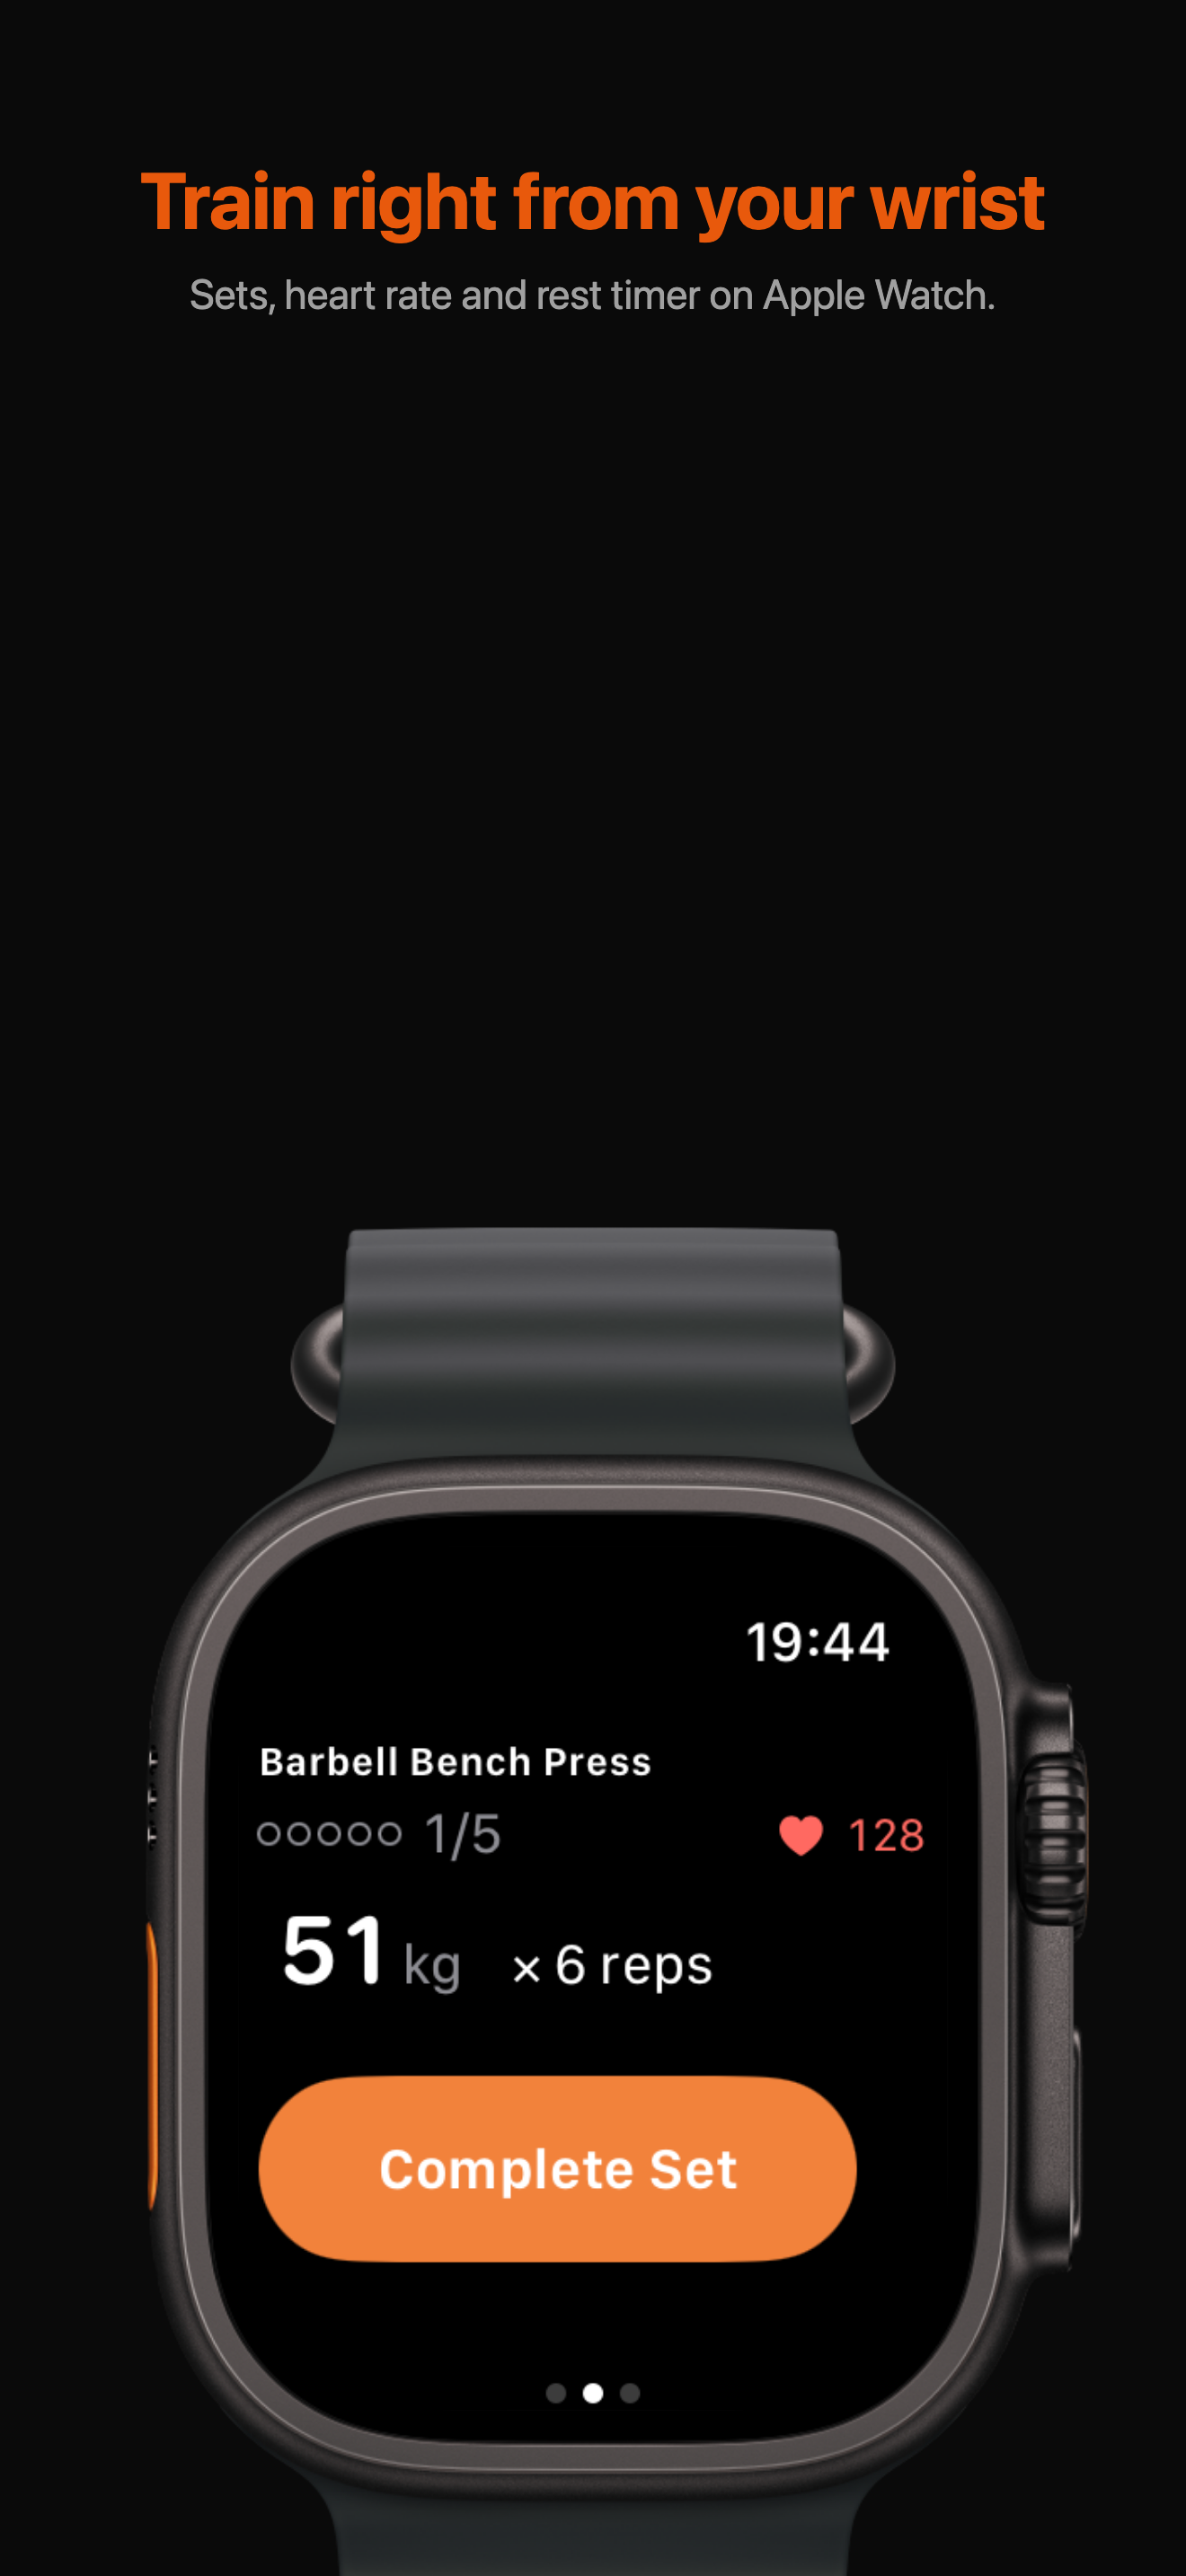 Train right from your wrist
Sets, heart rate and rest timer on Apple Watch.
19:44
Barbell Bench Press
1/5 128
51 kg × 6 reps
Complete Set